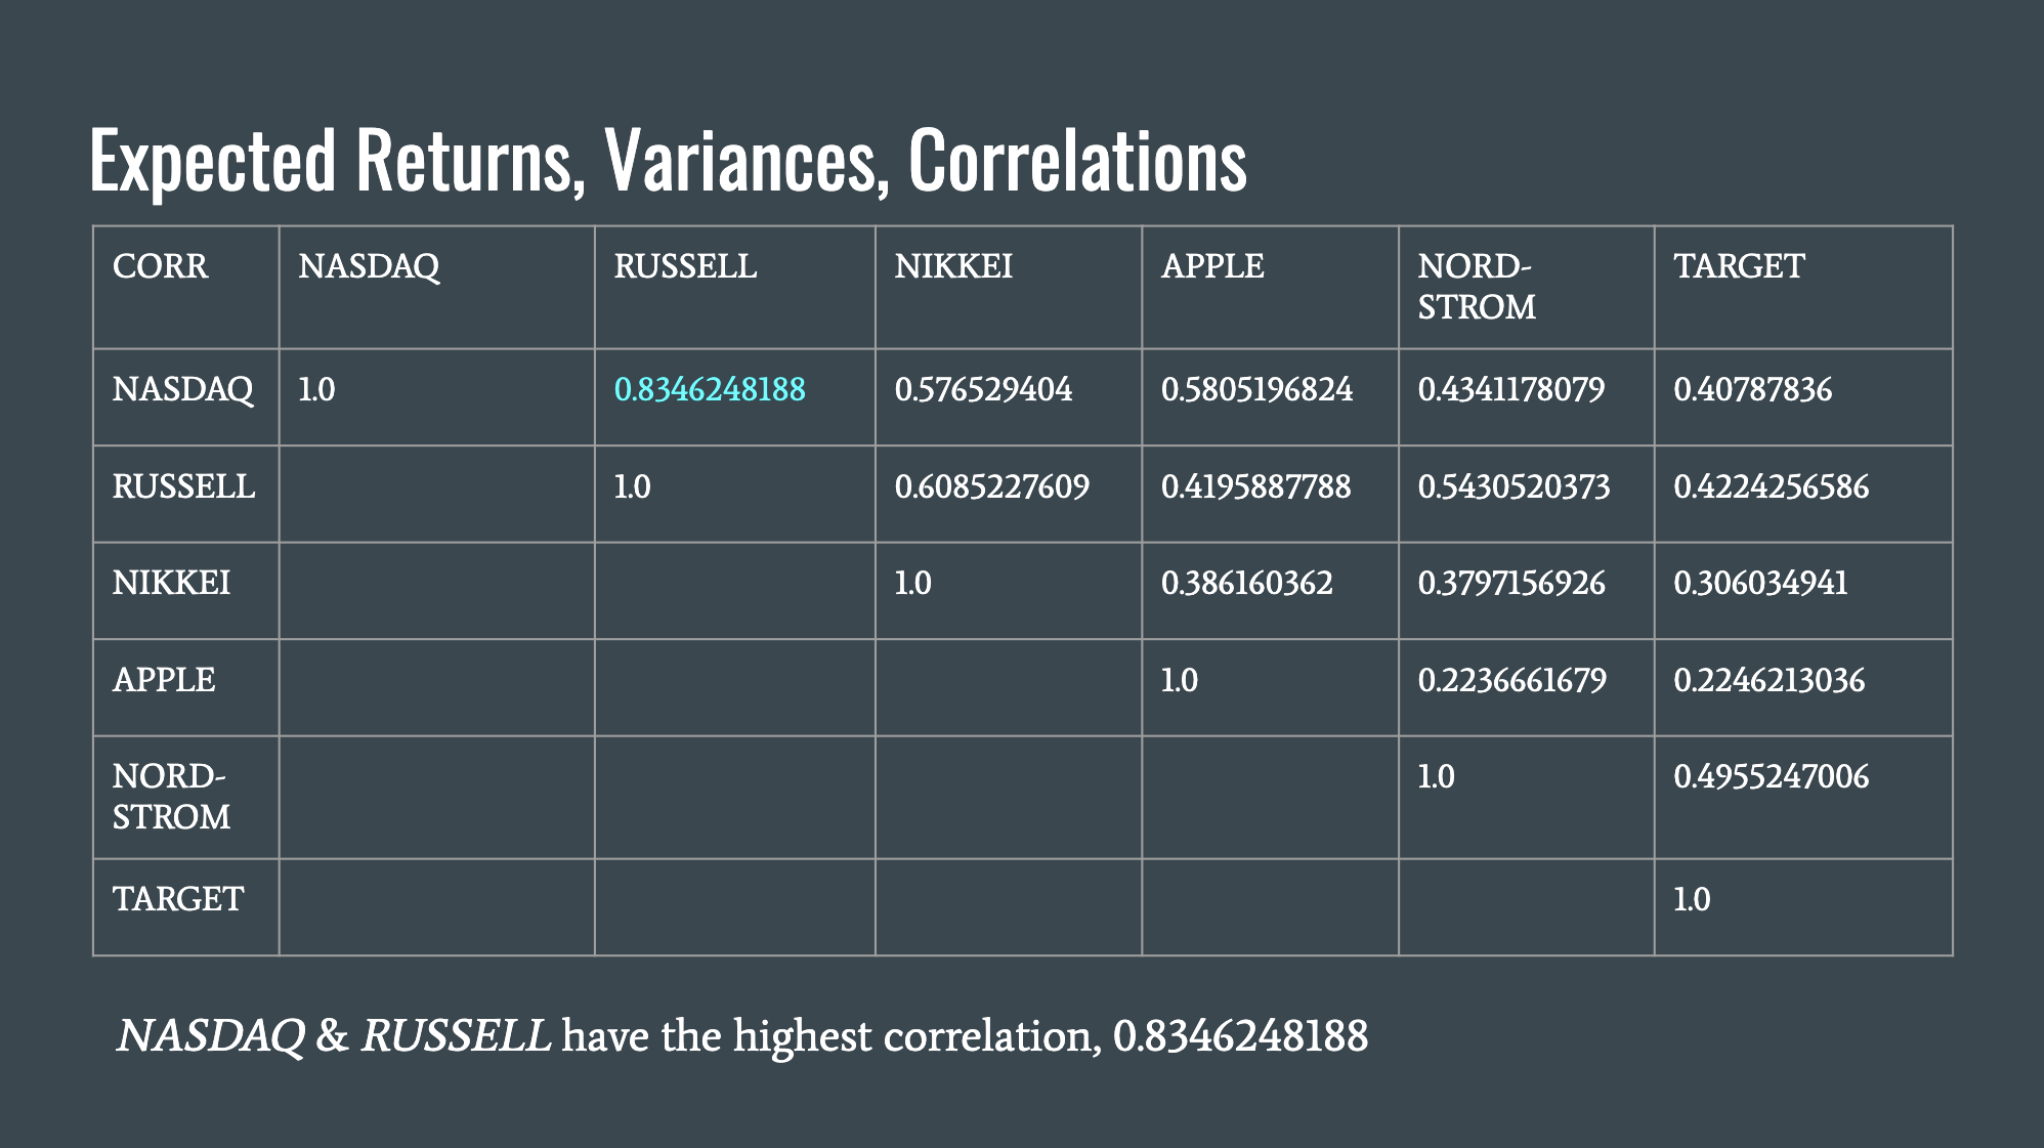 Expected Returns, Variances, Correlations
CORR NASDAQ RUSSELL NIKKEI APPLE NORD-
STROM TARGET
NASDAQ 1.0 0.8346248188 0.576529404 0.5805196824 0.4341178079 0.40787836
RUSSELL 1.0 0.6085227609 0.4195887788 0.5430520373 0.4224256586
NIKKEI 1.0 0.386160362 0.3797156926 0.306034941
APPLE 1.0 0.2236661679 0.2246213036
NORD-
STROM 1.0 0.4955247006
TARGET 1.0
NASDAQ & RUSSELL have the highest correlation, 0.8346248188